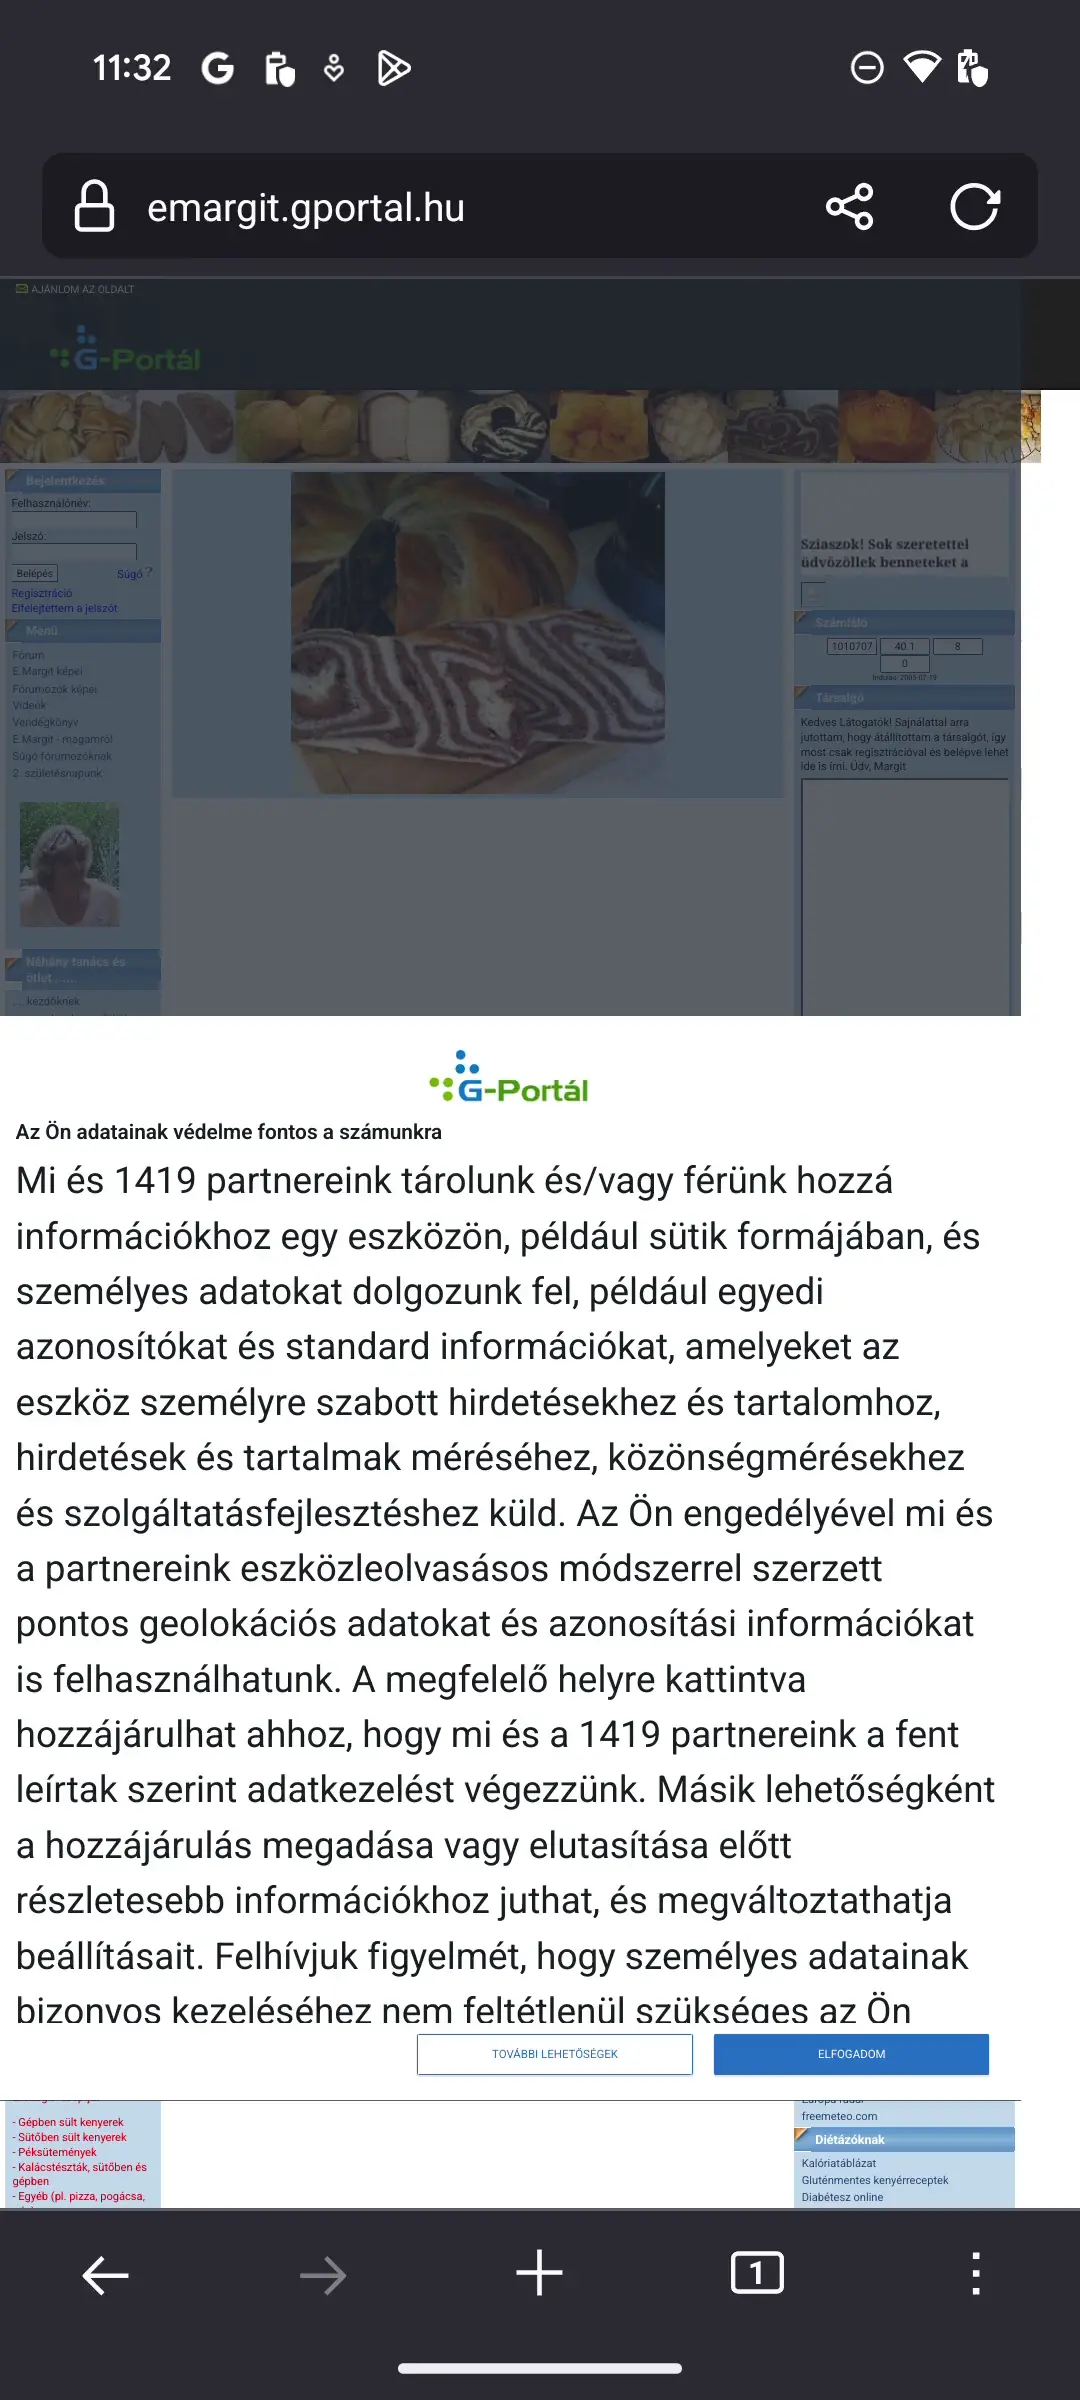 11:32
emargit.gportal.hu
AJÁNLOM AZ OLDALT
G-Portál
Bejelentkezés
Felhasználónév:
Jelszó:
Belépés
Súgó ?
Regisztráció
Elfelejtettem a jelszót
Menü
Fórum
E.Margit képei
Fórumozók képei
Videók
Vendégkönyv
E.Margit - magamról
Súgó fórumozóknak
2. születésnapunk
Néhány tanács és
ötlet......
... kezdőknek
Sziaszok! Sok szeretettel
üdvözöllek benneteket a
Számláló
1010707
40.1
8
0
Indulás: 2005-07-19
Társalgó
Kedves Látogatók! Sajnálattal arra
jutottam, hogy átállítottam a társalgót, így
most csak regisztrációval és belépve lehet
ide is írni. Üdv, Margit
G-Portál
Az Ön adatainak védelme fontos a számunkra
Mi és 1419 partnereink tárolunk és/vagy férünk hozzá
információkhoz egy eszközön, például sütik formájában, és
személyes adatokat dolgozunk fel, például egyedi
azonosítókat és standard információkat, amelyeket az
eszköz személyre szabott hirdetésekhez és tartalomhoz,
hirdetések és tartalmak méréséhez, közönségmérésekhez
és szolgáltatásfejlesztéshez küld. Az Ön engedélyével mi és
a partnereink eszközleolvasásos módszerrel szerzett
pontos geolokációs adatokat és azonosítási információkat
is felhasználhatunk. A megfelelő helyre kattintva
hozzájárulhat ahhoz, hogy mi és a 1419 partnereink a fent
leírtak szerint adatkezelést végezzünk. Másik lehetőségként
a hozzájárulás megadása vagy elutasítása előtt
részletesebb információkhoz juthat, és megváltoztathatja
beállításait. Felhívjuk figyelmét, hogy személyes adatainak
bizonyos kezeléséhez nem feltétlenül szükséges az Ön
TOVÁBBI LEHETŐSÉGEK
ELFOGADOM
- Gépben sült kenyerek
- Sütőben sült kenyerek
- Péksütemények
- Kalácstészták, sütőben és
gépben
- Egyéb (pl. pizza, pogácsa,
Európa radar
freemeteo.com
Diétázóknak
Kalóriatáblázat
Gluténmentes kenyérreceptek
Diabétesz online
1